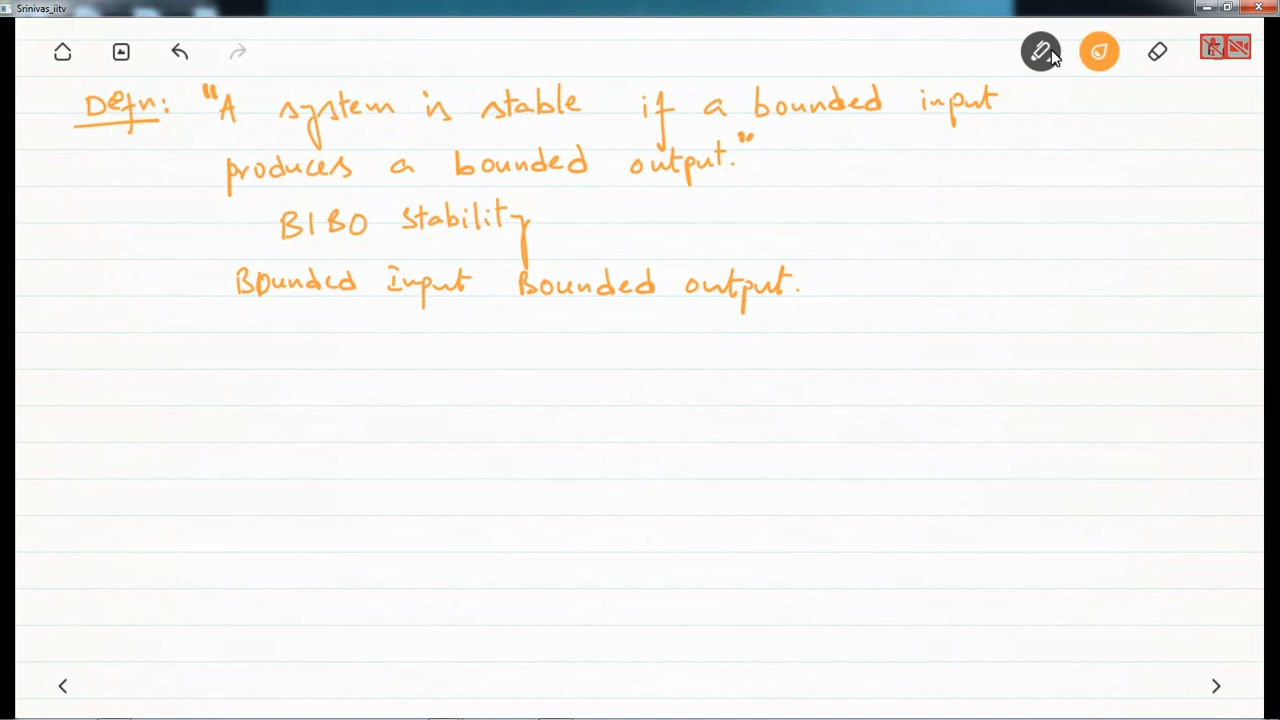 Srinivas_iitv
Defn: "A system is stable if a bounded input
produces a bounded output."
BIBO Stability
Bounded Input Bounded output.